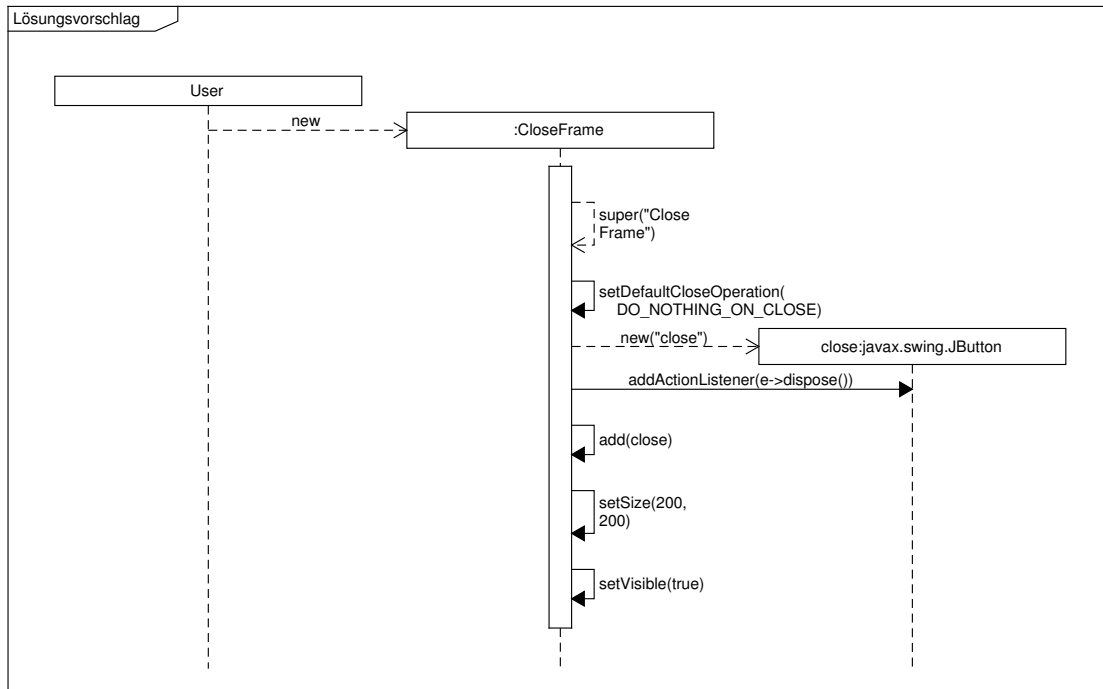 Lösungsvorschlag
User
new
:CloseFrame
super("Close
Frame")
setDefaultCloseOperation(
DO_NOTHING_ON_CLOSE)
new("close")
close:javax.swing.JButton
addActionListener(e->dispose())
add(close)
setSize(200,
200)
setVisible(true)